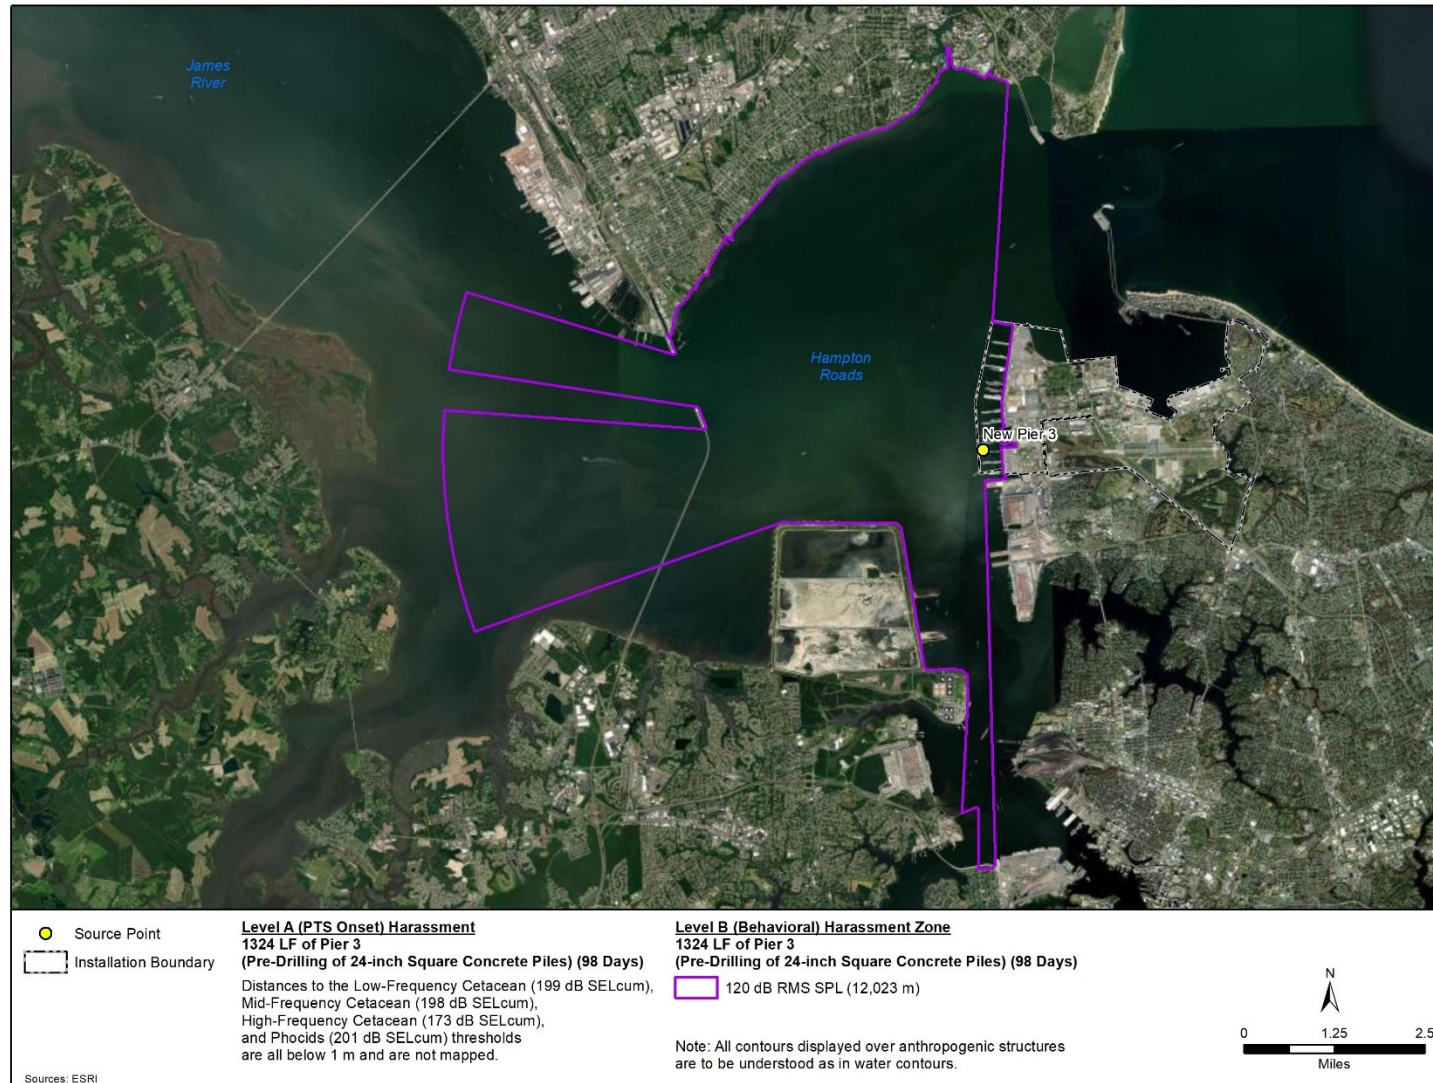 James
River
Hampton
Roads
New Pier 3
Source Point
Installation Boundary
Level A (PTS Onset) Harassment
1324 LF of Pier 3
(Pre-Drilling of 24-inch Square Concrete Piles) (98 Days)
Distances to the Low-Frequency Cetacean (199 dB SELcum),
Mid-Frequency Cetacean (198 dB SELcum),
High-Frequency Cetacean (173 dB SELcum),
and Phocids (201 dB SELcum) thresholds
are all below 1 m and are not mapped.
Level B (Behavioral) Harassment Zone
1324 LF of Pier 3
(Pre-Drilling of 24-inch Square Concrete Piles) (98 Days)
120 dB RMS SPL (12,023 m)
Note: All contours displayed over anthropogenic structures
are to be understood as in water contours.
N
0 1.25 2.5
Miles
Sources: ESRI